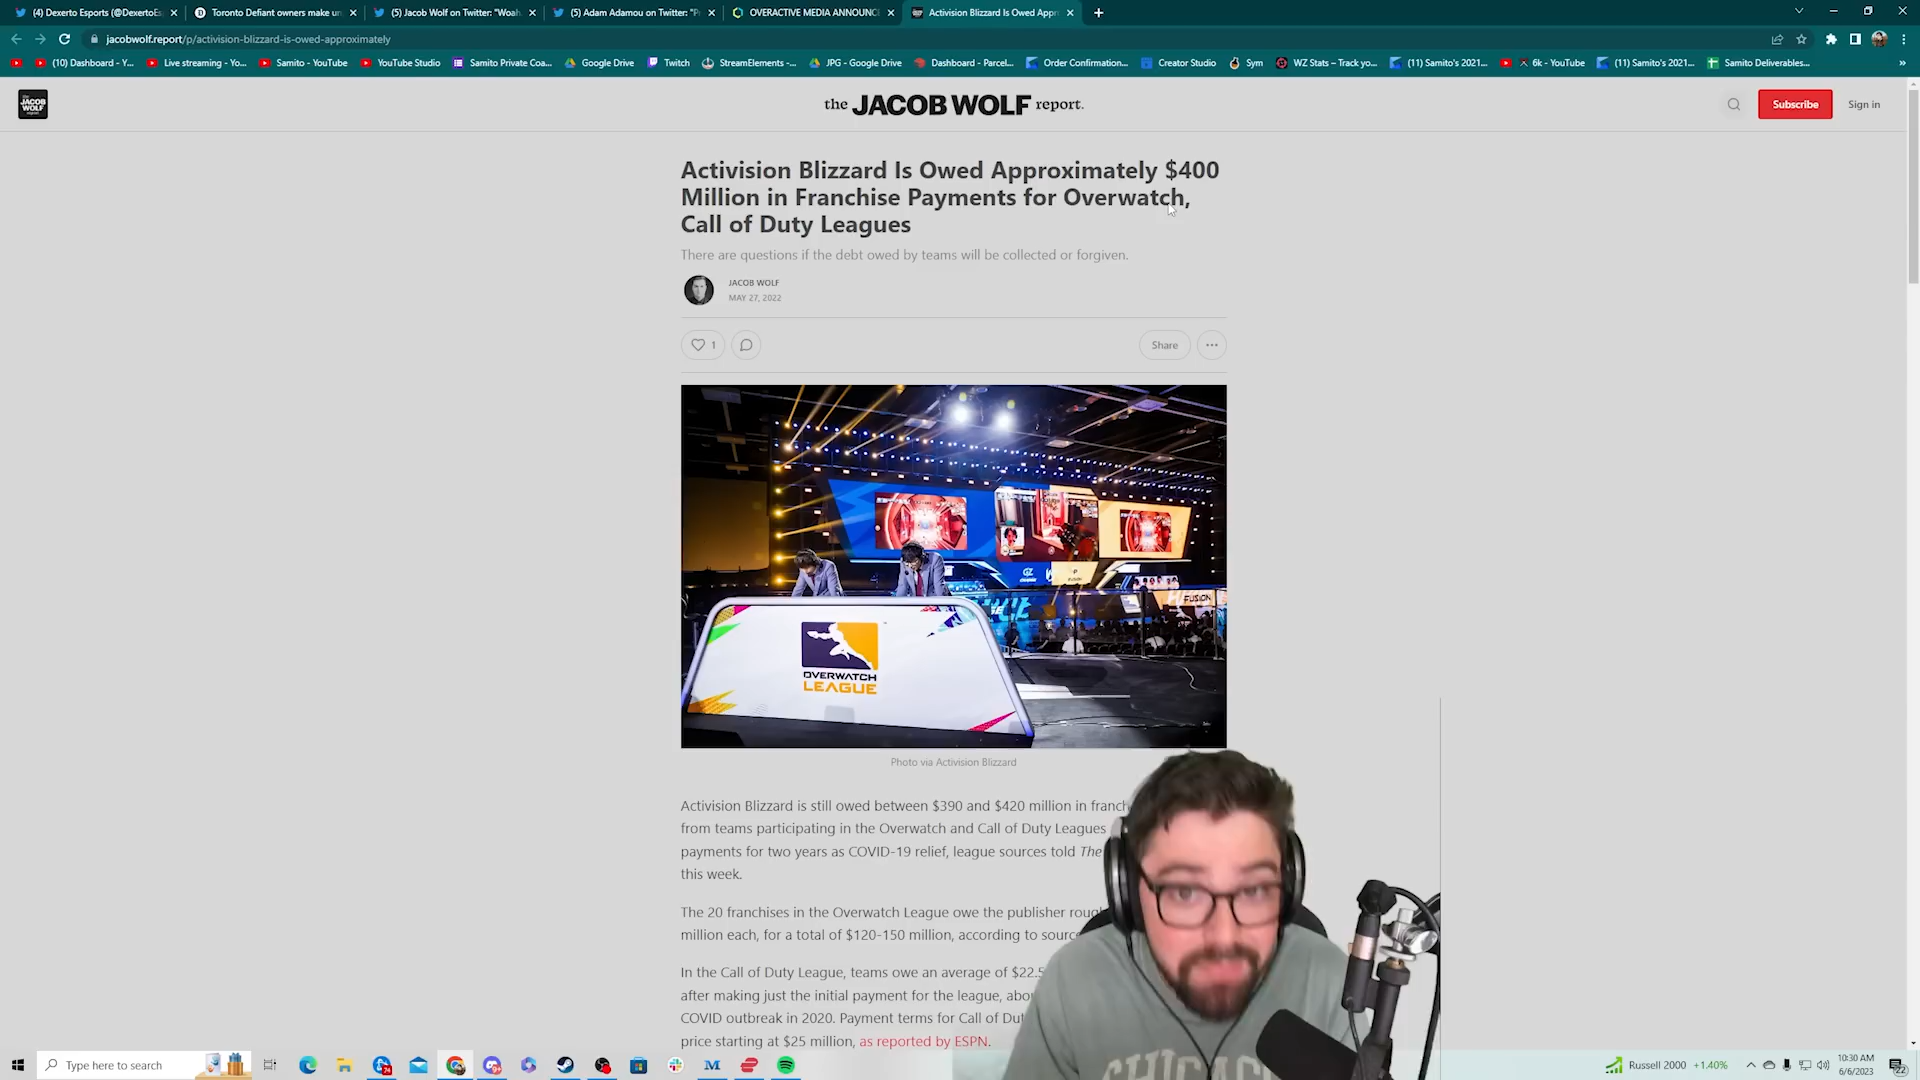 (4) Dexerto Esports (@DexertoEs
Toronto Defiant owners make un
(5) Jacob Wolf on Twitter: "Woah
(5) Adam Adamou on Twitter: "P
OVERACTIVE MEDIA ANNOUNC
Activision Blizzard Is Owed Appr
jacobwolf.report/p/activision-blizzard-is-owed-approximately
(10) Dashboard - Y...
Live streaming - Yo...
Samito - YouTube
YouTube Studio
Samito Private Coa...
Google Drive
Twitch
StreamElements -...
JPG - Google Drive
Dashboard - Parcel...
Order Confirmation...
Creator Studio
Sym
WZ Stats – Track yo...
(11) Samito's 2021...
6k - YouTube
(11) Samito's 2021...
Samito Deliverables...
the JACOB WOLF report.
Subscribe
Sign in
Activision Blizzard Is Owed Approximately $400
Million in Franchise Payments for Overwatch,
Call of Duty Leagues
There are questions if the debt owed by teams will be collected or forgiven.
JACOB WOLF
MAY 27, 2022
1
Share
OVERWATCH
LEAGUE
FUSION
Photo via Activision Blizzard
Activision Blizzard is still owed between $390 and $420 million in franch
from teams participating in the Overwatch and Call of Duty Leagues
payments for two years as COVID-19 relief, league sources told The
this week.
The 20 franchises in the Overwatch League owe the publisher roug
million each, for a total of $120-150 million, according to source
In the Call of Duty League, teams owe an average of $22.5
after making just the initial payment for the league, abo
COVID outbreak in 2020. Payment terms for Call of Dut
price starting at $25 million, as reported by ESPN.
CHICAGO
Type here to search
Russell 2000 +1.40%
10:30 AM
6/6/2023